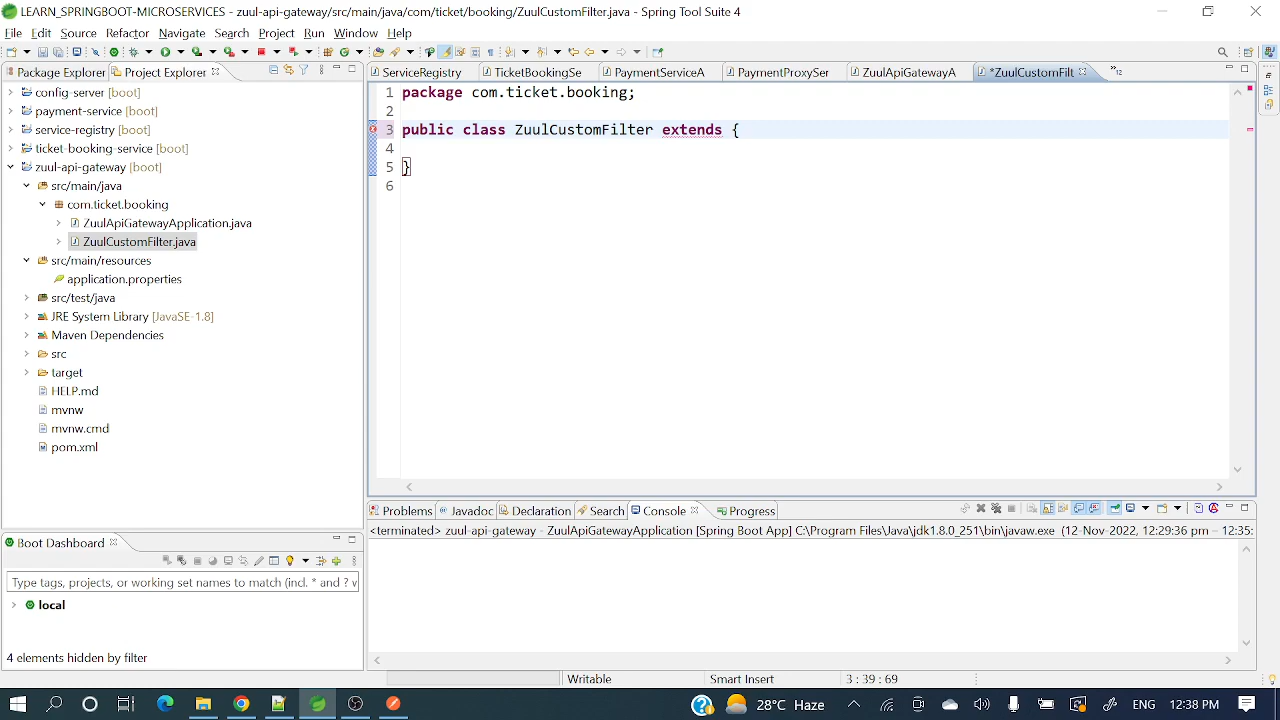 LEARN_SPRINGBOOT-MICROSERVICES - zuul-api-gateway/src/main/java/com/ticket/booking/ZuulCustomFilter.java - Spring Tool Suite 4
File Edit Source Refactor Navigate Search Project Run Window Help
Package Explorer Project Explorer
ServiceRegistry TicketBookingSe PaymentServiceA PaymentProxySer ZuulApiGatewayA *ZuulCustomFilt »12
config-server [boot]
payment-service [boot]
service-registry [boot]
ticket-booking-service [boot]
zuul-api-gateway [boot]
src/main/java
com.ticket.booking
ZuulApiGatewayApplication.java
ZuulCustomFilter.java
src/main/resources
application.properties
src/test/java
JRE System Library [JavaSE-1.8]
Maven Dependencies
src
target
HELP.md
mvnw
mvnw.cmd
pom.xml
1 package com.ticket.booking;
2
3 public class ZuulCustomFilter extends {
4
5 }
6
Problems Javadoc Declaration Search Console Progress
<terminated> zuul-api-gateway - ZuulApiGatewayApplication [Spring Boot App] C:\Program Files\Java\jdk1.8.0_251\bin\javaw.exe (12-Nov-2022, 12:29:36 pm – 12:35:
Boot Dashboard
Type tags, projects, or working set names to match (incl. * and ? v
local
4 elements hidden by filter
Writable Smart Insert 3 : 39 : 69
28°C Haze ENG 12:38 PM